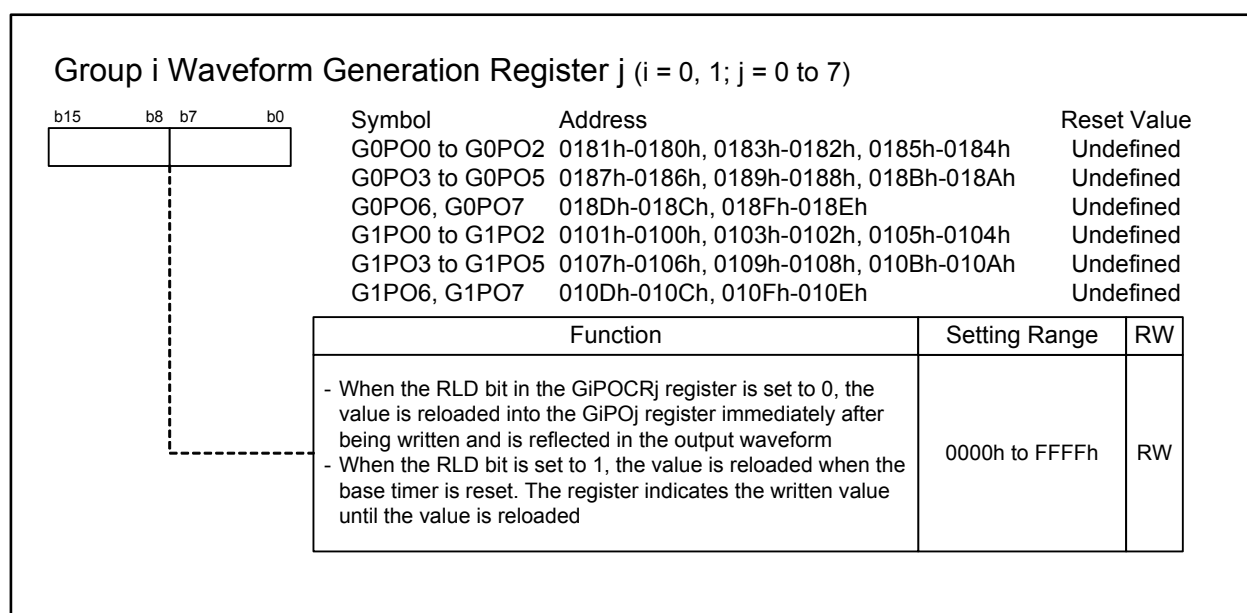 Group i Waveform Generation Register j (i = 0, 1; j = 0 to 7)
b15 b8 b7 b0
Symbol Address Reset Value
G0PO0 to G0PO2 0181h-0180h, 0183h-0182h, 0185h-0184h Undefined
G0PO3 to G0PO5 0187h-0186h, 0189h-0188h, 018Bh-018Ah Undefined
G0PO6, G0PO7 018Dh-018Ch, 018Fh-018Eh Undefined
G1PO0 to G1PO2 0101h-0100h, 0103h-0102h, 0105h-0104h Undefined
G1PO3 to G1PO5 0107h-0106h, 0109h-0108h, 010Bh-010Ah Undefined
G1PO6, G1PO7 010Dh-010Ch, 010Fh-010Eh Undefined
Function Setting Range RW
- When the RLD bit in the GiPOCRj register is set to 0, the
value is reloaded into the GiPOj register immediately after
being written and is reflected in the output waveform
- When the RLD bit is set to 1, the value is reloaded when the
base timer is reset. The register indicates the written value
until the value is reloaded
0000h to FFFFh RW